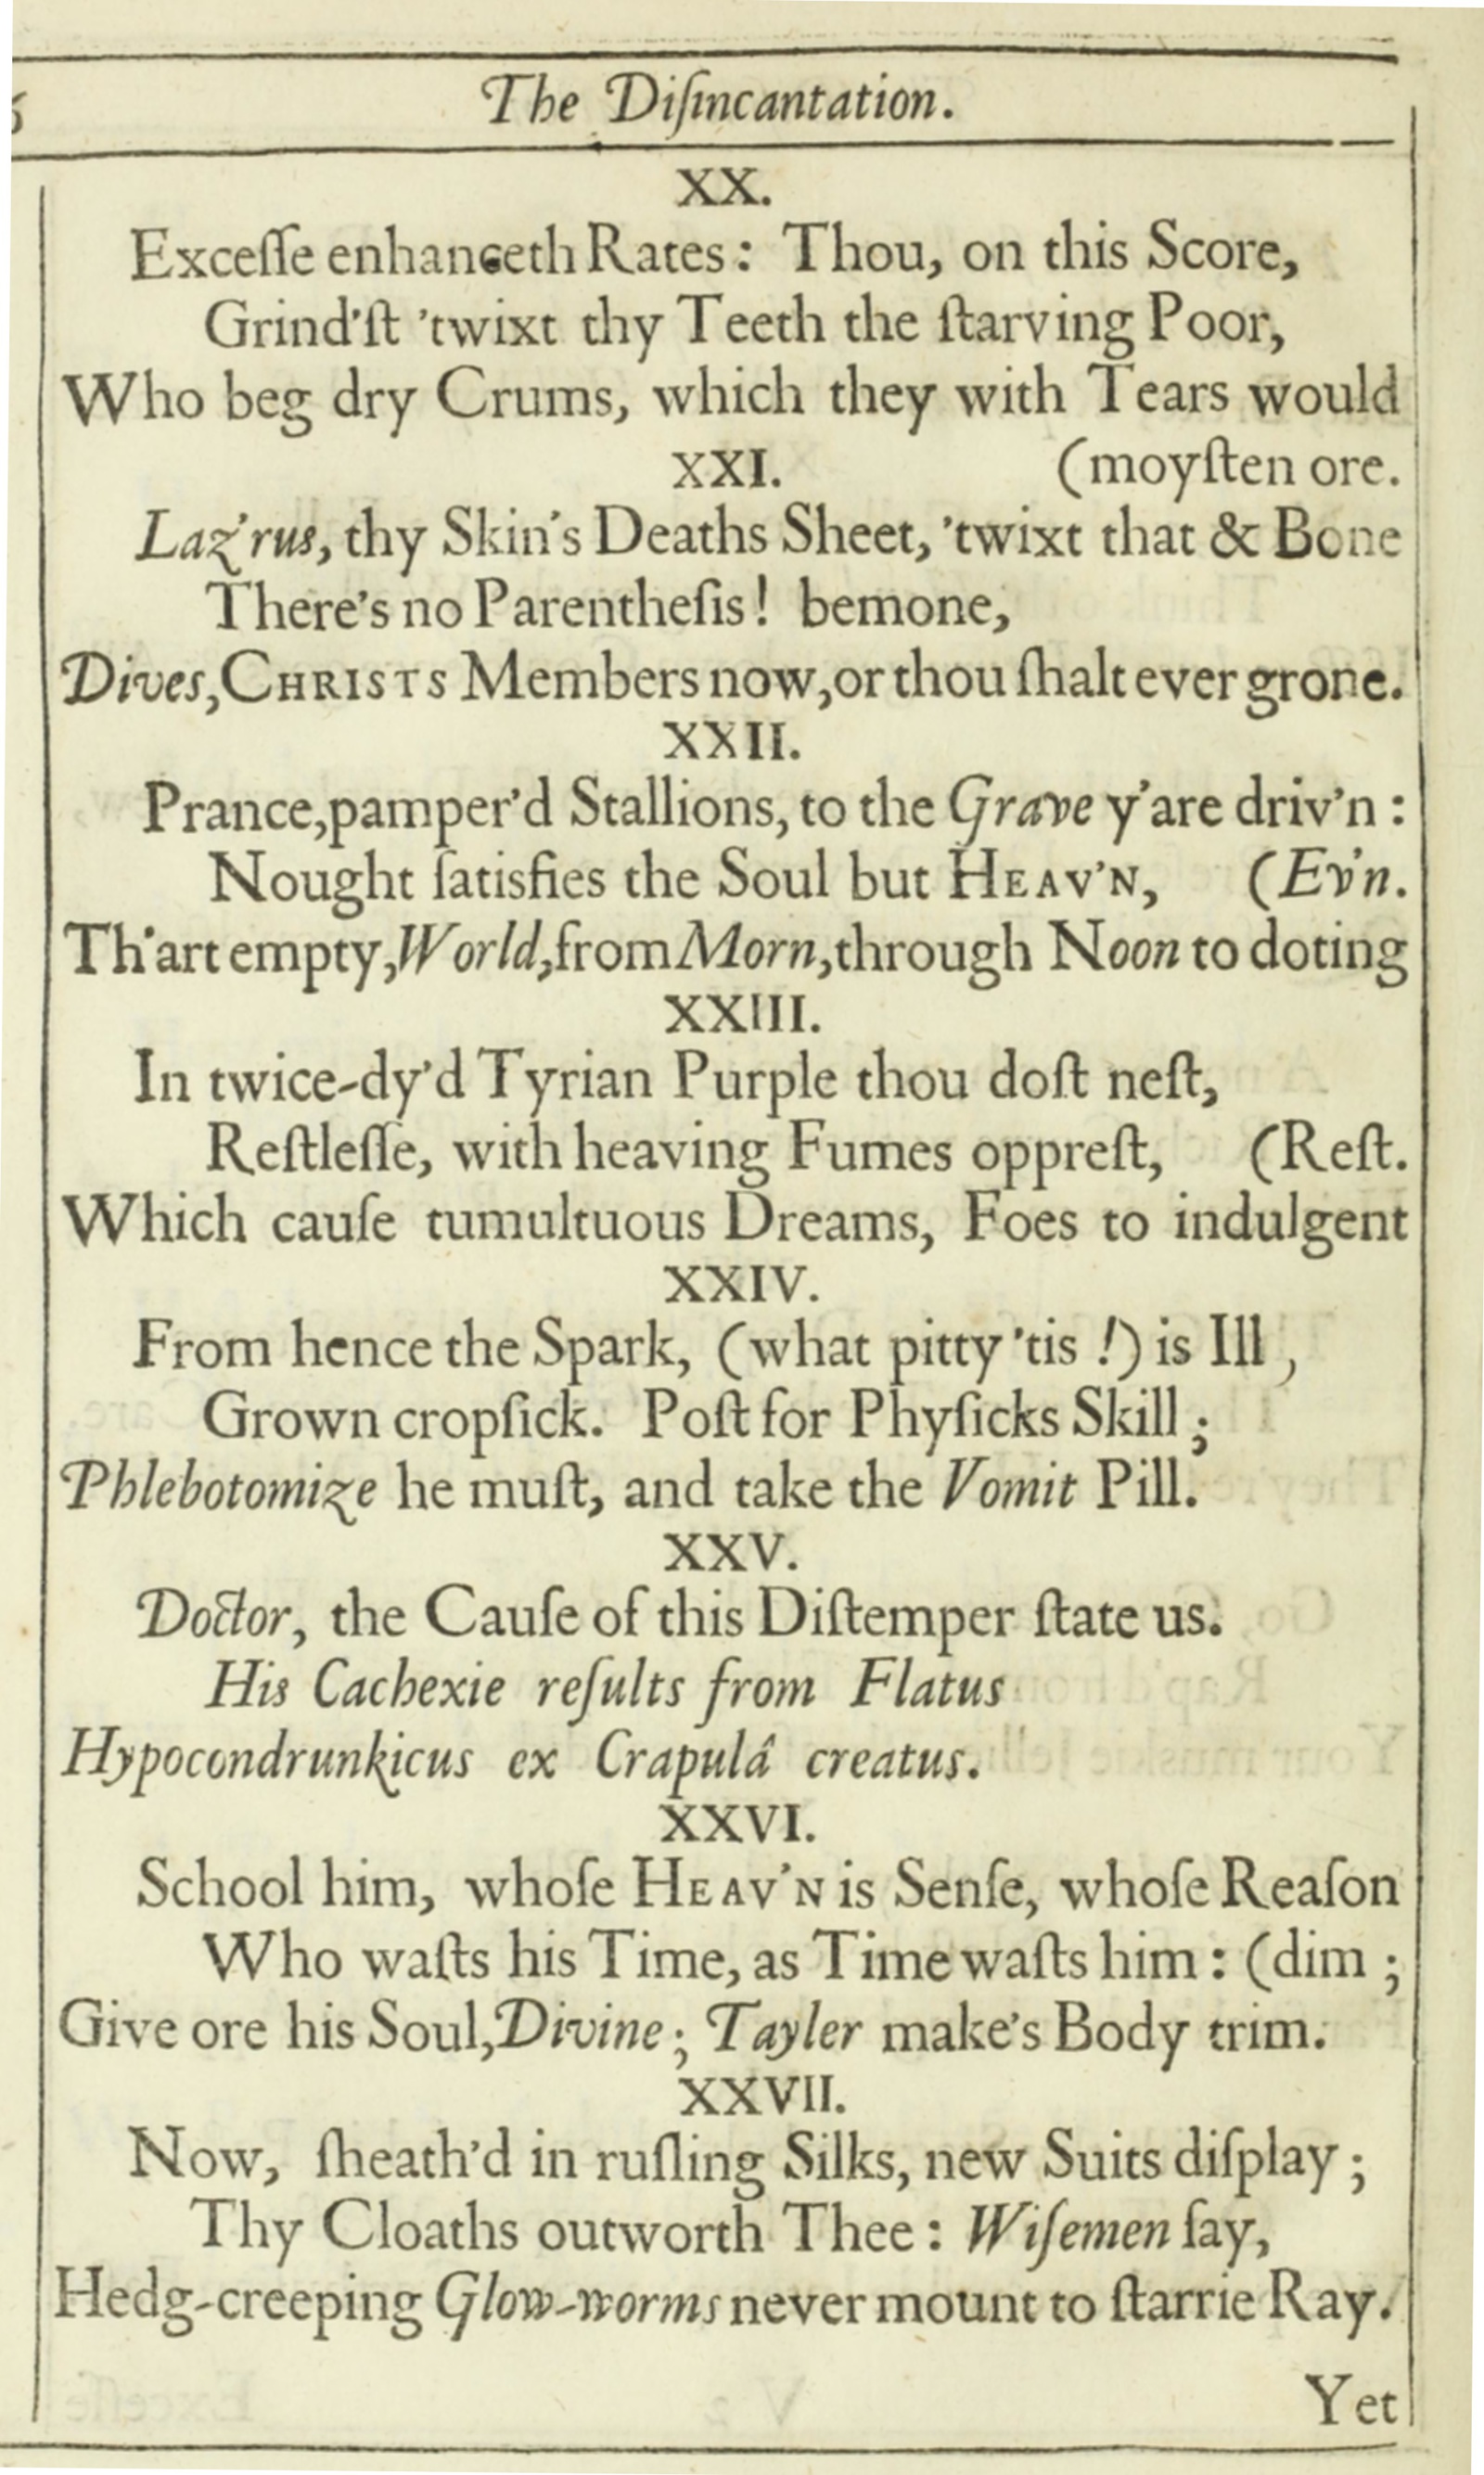 The Diſincantation.
XX.
Exceſſe enhanceth Rates: Thou, on this Score,
Grind'ſt 'twixt thy Teeth the ſtarving Poor,
Who beg dry Crums, which they with Tears would
XXI. (moyſten ore.
Laz'rus, thy Skin's Deaths Sheet, 'twixt that & Bone
There's no Parentheſis! bemone,
Dives, CHRISTS Members now, or thou ſhalt ever grone.
XXII.
Prance, pamper'd Stallions, to the Grave y'are driv'n:
Nought ſatisfies the Soul but HEAV'N, (Ev'n.
Th'art empty, World, from Morn, through Noon to doting
XXIII.
In twice-dy'd Tyrian Purple thou doſt neſt,
Reſtleſſe, with heaving Fumes oppreſt, (Reſt.
Which cauſe tumultuous Dreams, Foes to indulgent
XXIV.
From hence the Spark, (what pitty 'tis!) is Ill,
Grown cropſick. Poſt for Phyſicks Skill;
Phlebotomize he muſt, and take the Vomit Pill.
XXV.
Doctor, the Cauſe of this Diſtemper ſtate us.
His Cachexie reſults from Flatus
Hypocondrunkicus ex Crapulâ creatus.
XXVI.
School him, whoſe HEAV'N is Senſe, whoſe Reaſon
Who waſts his Time, as Time waſts him: (dim;
Give ore his Soul, Divine; Tayler make's Body trim.
XXVII.
Now, ſheath'd in ruſling Silks, new Suits diſplay;
Thy Cloaths outworth Thee: Wiſemen ſay,
Hedg-creeping Glow-worms never mount to ſtarrie Ray.
Yet